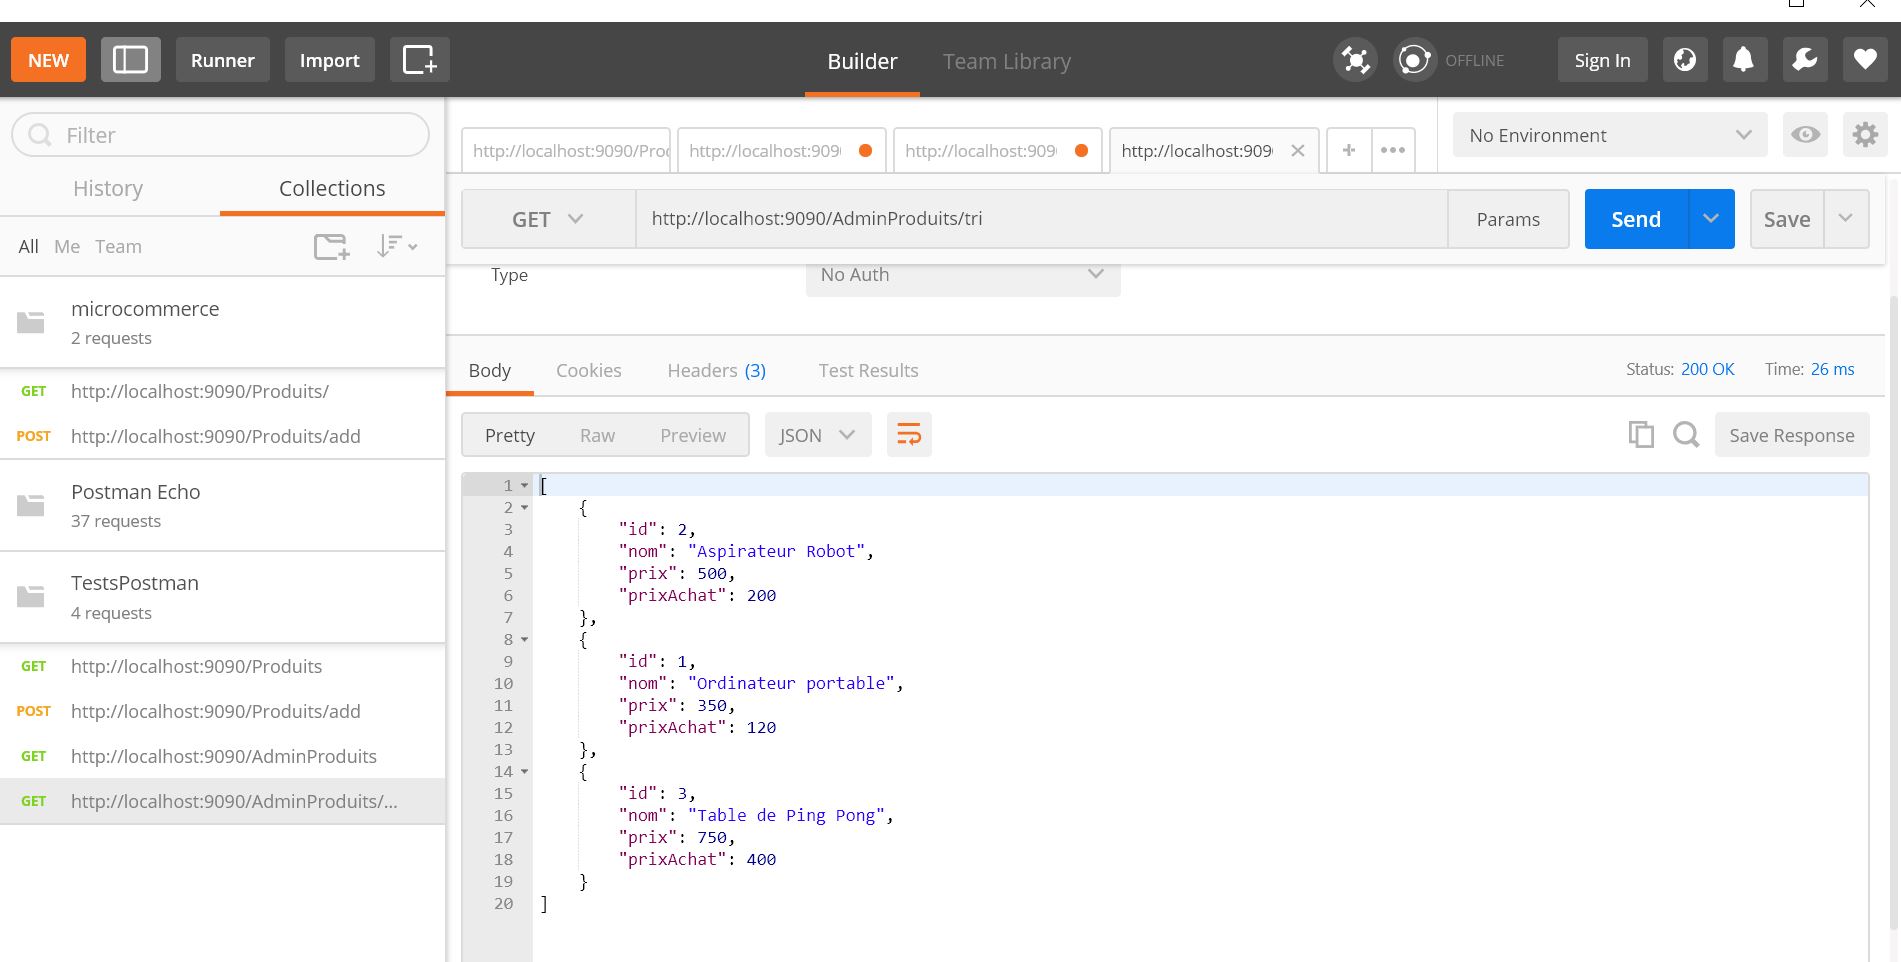 NEW
Runner
Import
Builder
Team Library
OFFLINE
Sign In
Filter
History
Collections
All Me Team
microcommerce
2 requests
GET http://localhost:9090/Produits/
POST http://localhost:9090/Produits/add
Postman Echo
37 requests
TestsPostman
4 requests
GET http://localhost:9090/Produits
POST http://localhost:9090/Produits/add
GET http://localhost:9090/AdminProduits
GET http://localhost:9090/AdminProduits/...
http://localhost:9090/Proc
http://localhost:909
http://localhost:909
http://localhost:909
No Environment
GET http://localhost:9090/AdminProduits/tri
Params
Send
Save
Type No Auth
Body Cookies Headers (3) Test Results
Status: 200 OK Time: 26 ms
Pretty Raw Preview JSON
Save Response
1 [
2 {
3 "id": 2,
4 "nom": "Aspirateur Robot",
5 "prix": 500,
6 "prixAchat": 200
7 },
8 {
9 "id": 1,
10 "nom": "Ordinateur portable",
11 "prix": 350,
12 "prixAchat": 120
13 },
14 {
15 "id": 3,
16 "nom": "Table de Ping Pong",
17 "prix": 750,
18 "prixAchat": 400
19 }
20 ]